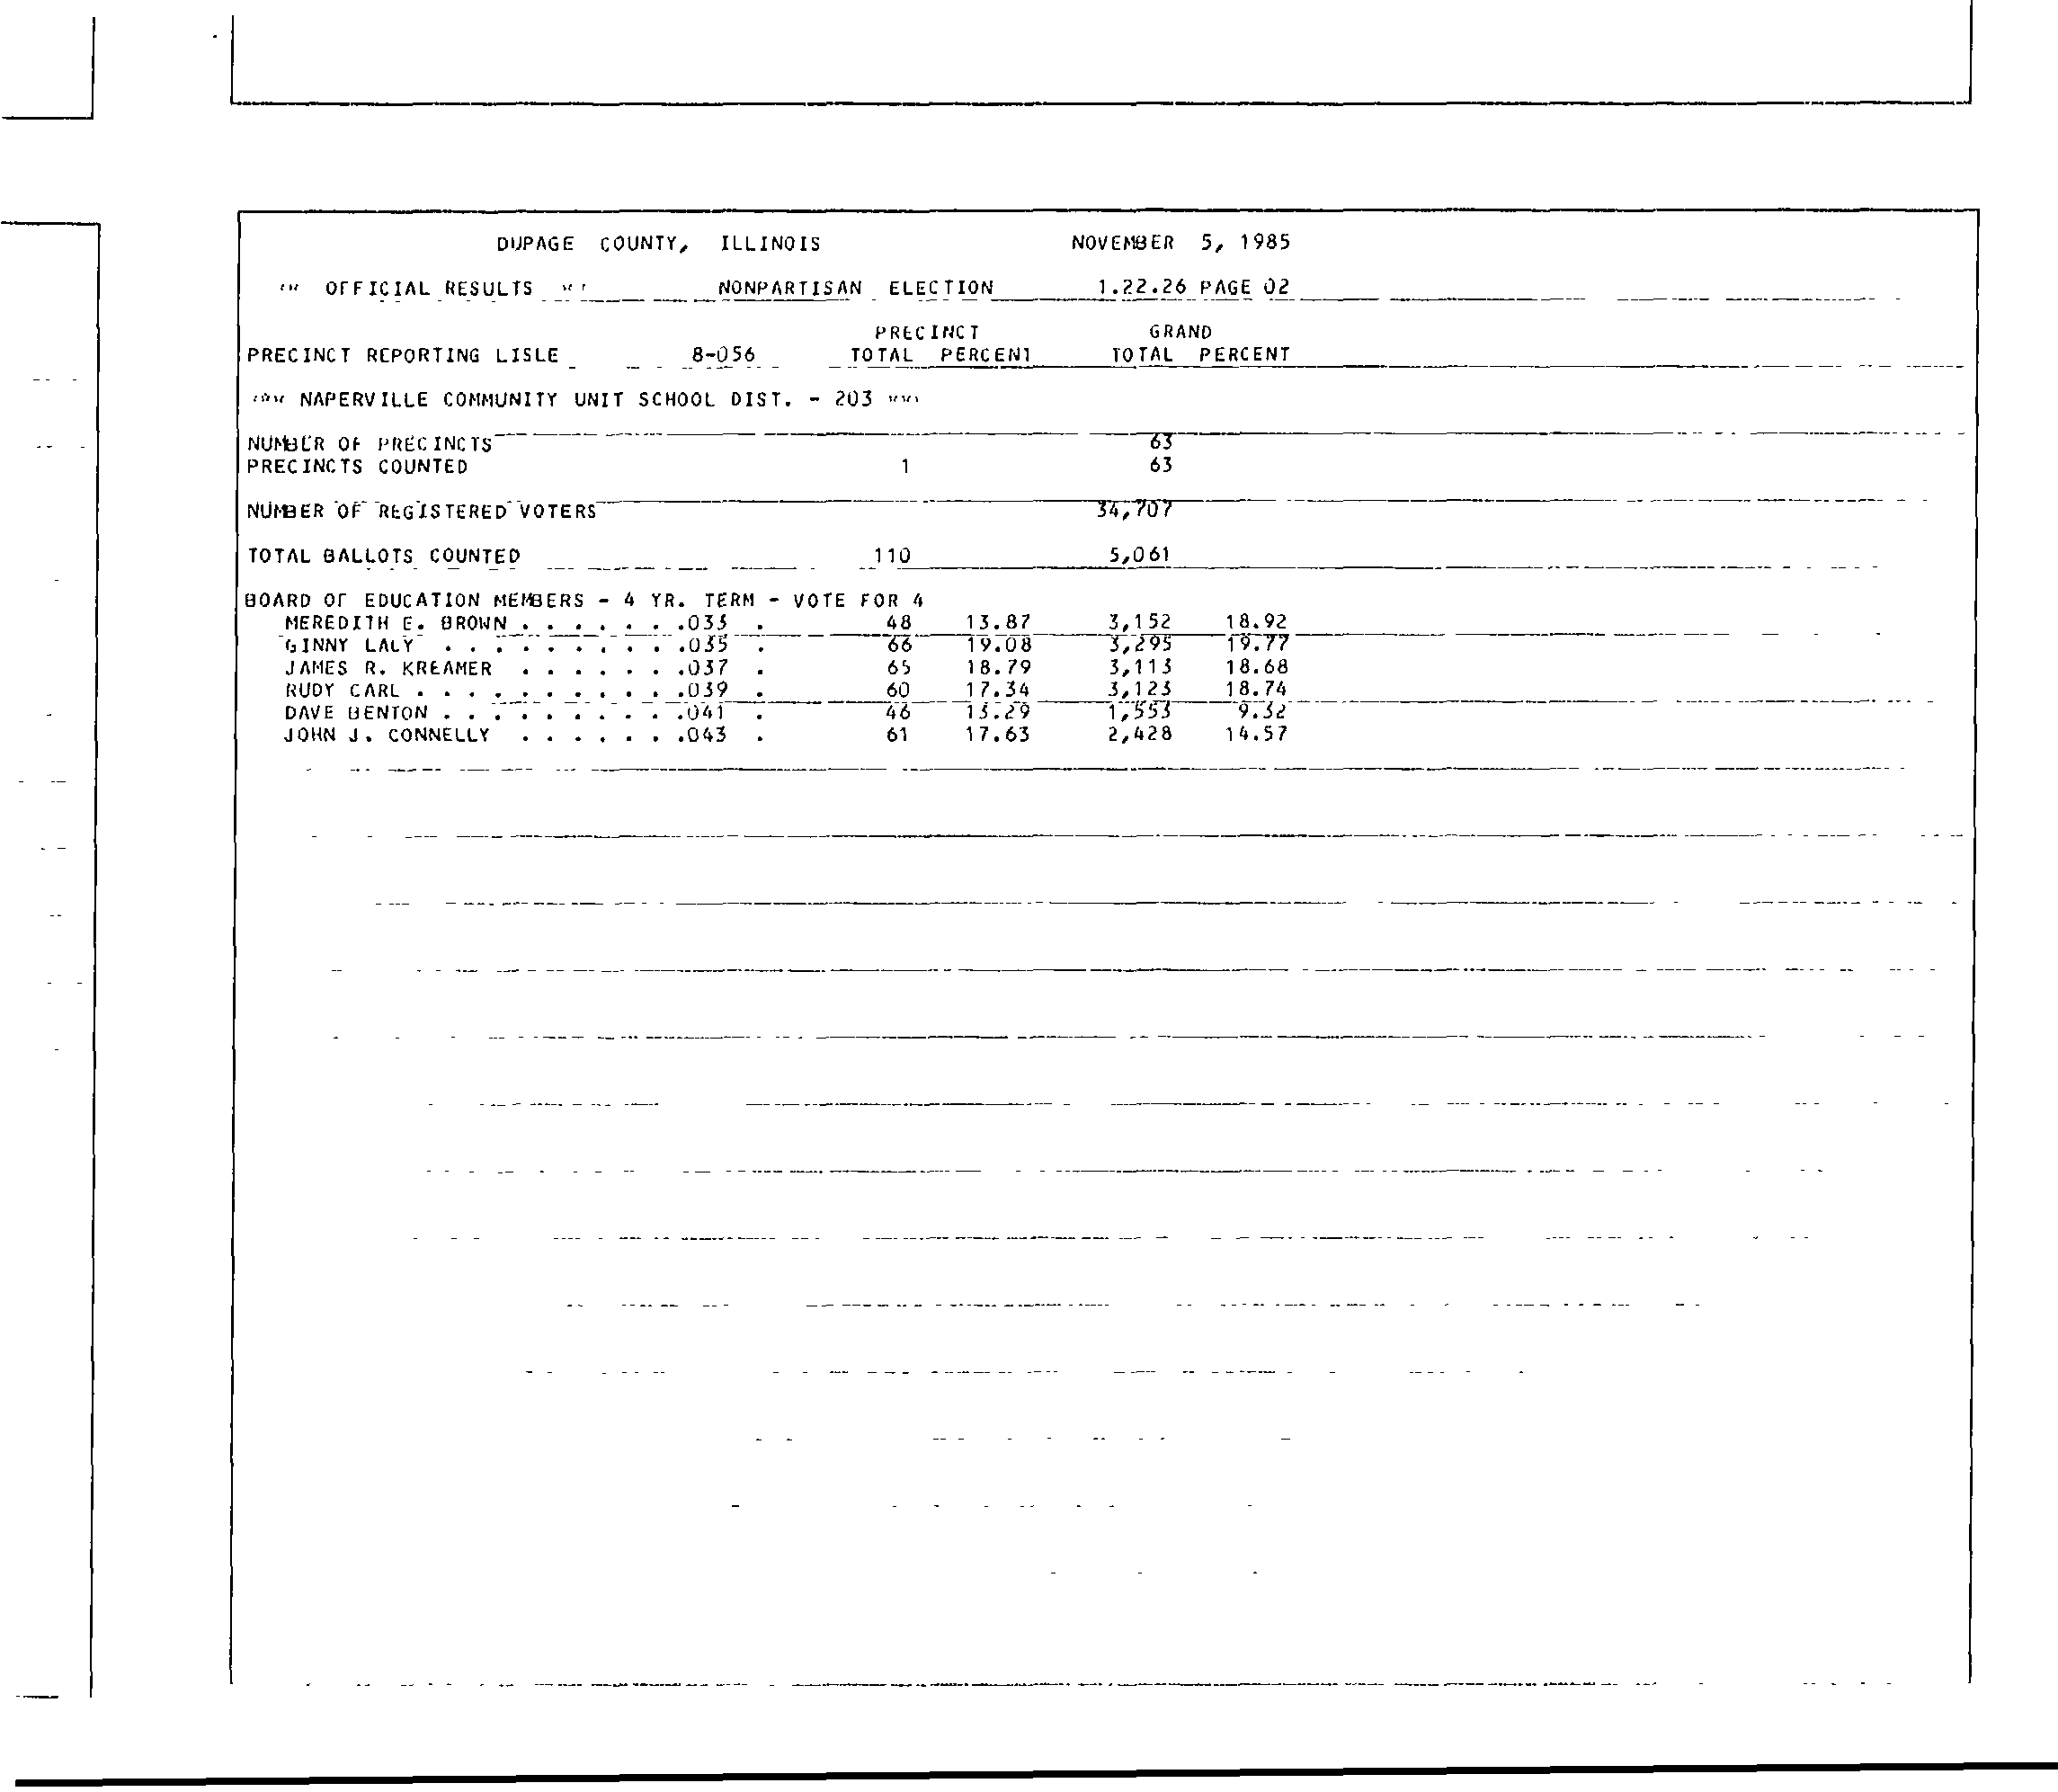 DUPAGE COUNTY, ILLINOIS NOVEMBER 5, 1985
OFFICIAL RESULTS NONPARTISAN ELECTION 1.22.26 PAGE 02
PRECINCT GRAND
PRECINCT REPORTING LISLE 8-056 TOTAL PERCENT TOTAL PERCENT
*** NAPERVILLE COMMUNITY UNIT SCHOOL DIST. - 203 ***
NUMBER OF PRECINCTS 63
PRECINCTS COUNTED 1 63
NUMBER OF REGISTERED VOTERS 34,707
TOTAL BALLOTS COUNTED 110 5,061
BOARD OF EDUCATION MEMBERS - 4 YR. TERM - VOTE FOR 4
MEREDITH E. BROWN . . . . . . .033 . 48 13.87 3,152 18.92
GINNY LALY . . . . . . . . . .035 . 66 19.08 3,295 19.77
JAMES R. KREAMER . . . . . . .037 . 65 18.79 3,113 18.68
RUDY CARL . . . . . . . . . . .039 . 60 17.34 3,123 18.74
DAVE BENTON . . . . . . . . . .041 . 46 13.29 1,553 9.32
JOHN J. CONNELLY . . . . . . .043 . 61 17.63 2,428 14.57